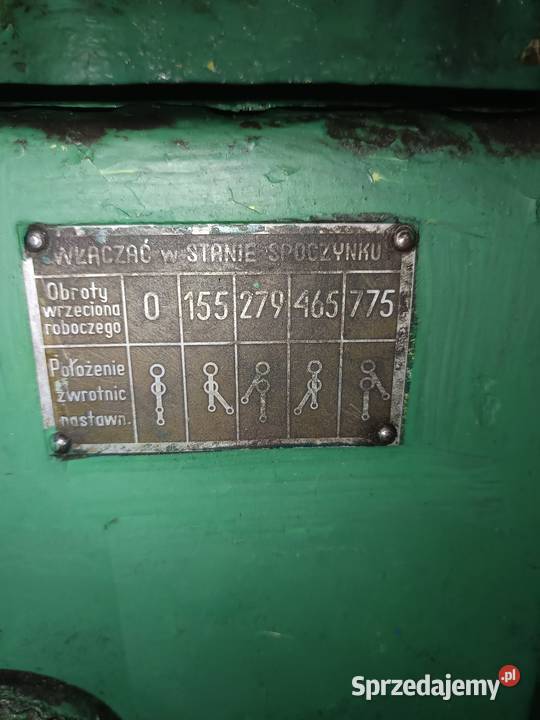 WŁĄCZAĆ w STANIE SPOCZYNKU
Obroty wrzeciona roboczego 0 155 279 465 775
Położenie zwrotnic nastawn.
Sprzedajemy.pl